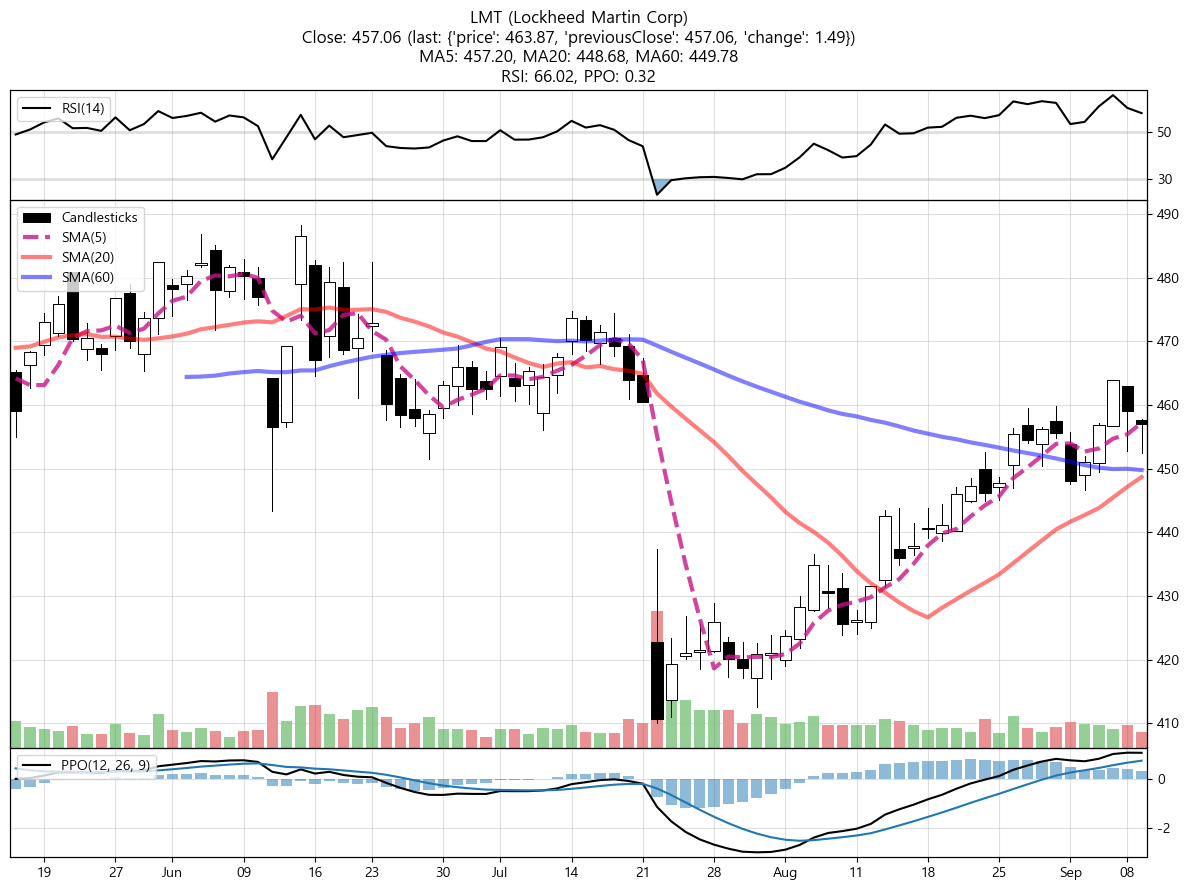 LMT (Lockheed Martin Corp)
Close: 457.06 (last: {'price': 463.87, 'previousClose': 457.06, 'change': 1.49})
MA5: 457.20, MA20: 448.68, MA60: 449.78
RSI: 66.02, PPO: 0.32
RSI(14)
50
30
Candlesticks
SMA(5)
SMA(20)
SMA(60)
490
480
470
460
450
440
430
420
410
PPO(12, 26, 9)
0
-2
19 27 Jun 09 16 23 Jul 14 21 28 Aug 11 18 25 Sep 08